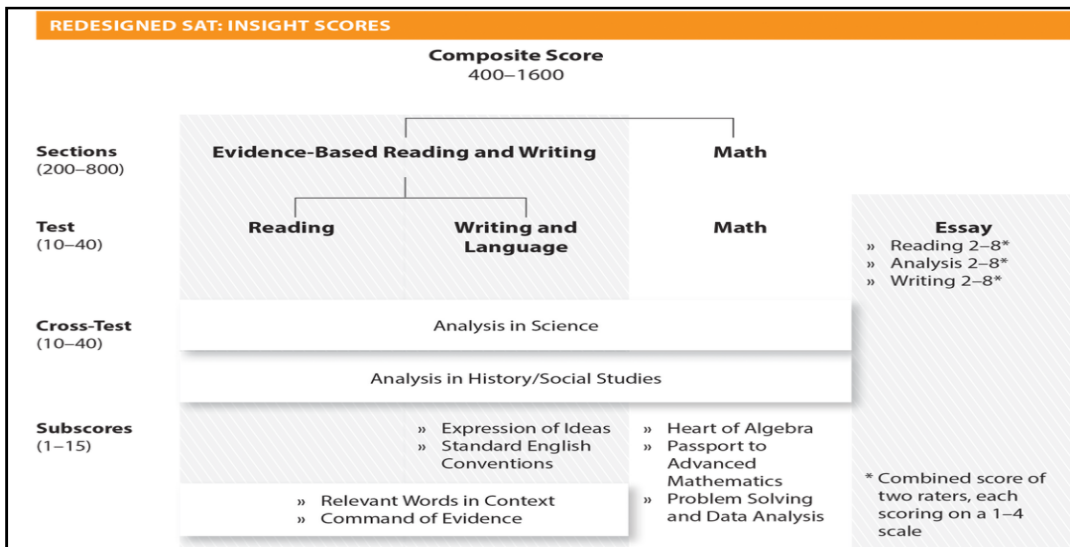 REDESIGNED SAT: INSIGHT SCORES
Composite Score
400–1600
Sections
(200–800)
Evidence-Based Reading and Writing
Math
Test
(10–40)
Reading
Writing and
Language
Math
Essay
» Reading 2–8*
» Analysis 2–8*
» Writing 2–8*
Cross-Test
(10–40)
Analysis in Science
Analysis in History/Social Studies
Subscores
(1–15)
» Expression of Ideas
» Standard English
Conventions
» Relevant Words in Context
» Command of Evidence
» Heart of Algebra
» Passport to
Advanced
Mathematics
» Problem Solving
and Data Analysis
* Combined score of
two raters, each
scoring on a 1–4
scale